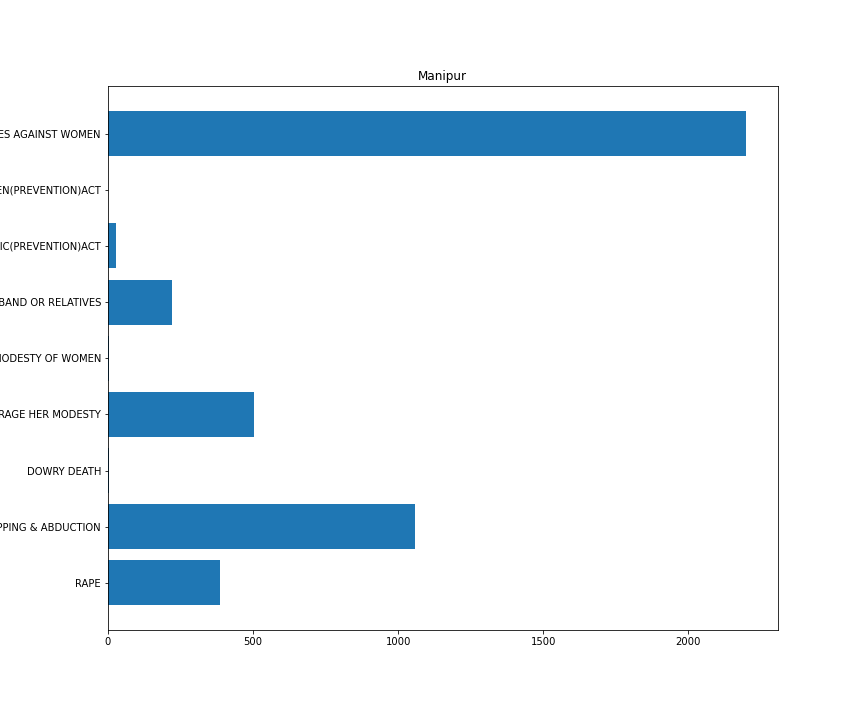 Manipur
ES AGAINST WOMEN
EN(PREVENTION)ACT
IC(PREVENTION)ACT
BAND OR RELATIVES
MODESTY OF WOMEN
RAGE HER MODESTY
DOWRY DEATH
PPING & ABDUCTION
RAPE
0 500 1000 1500 2000